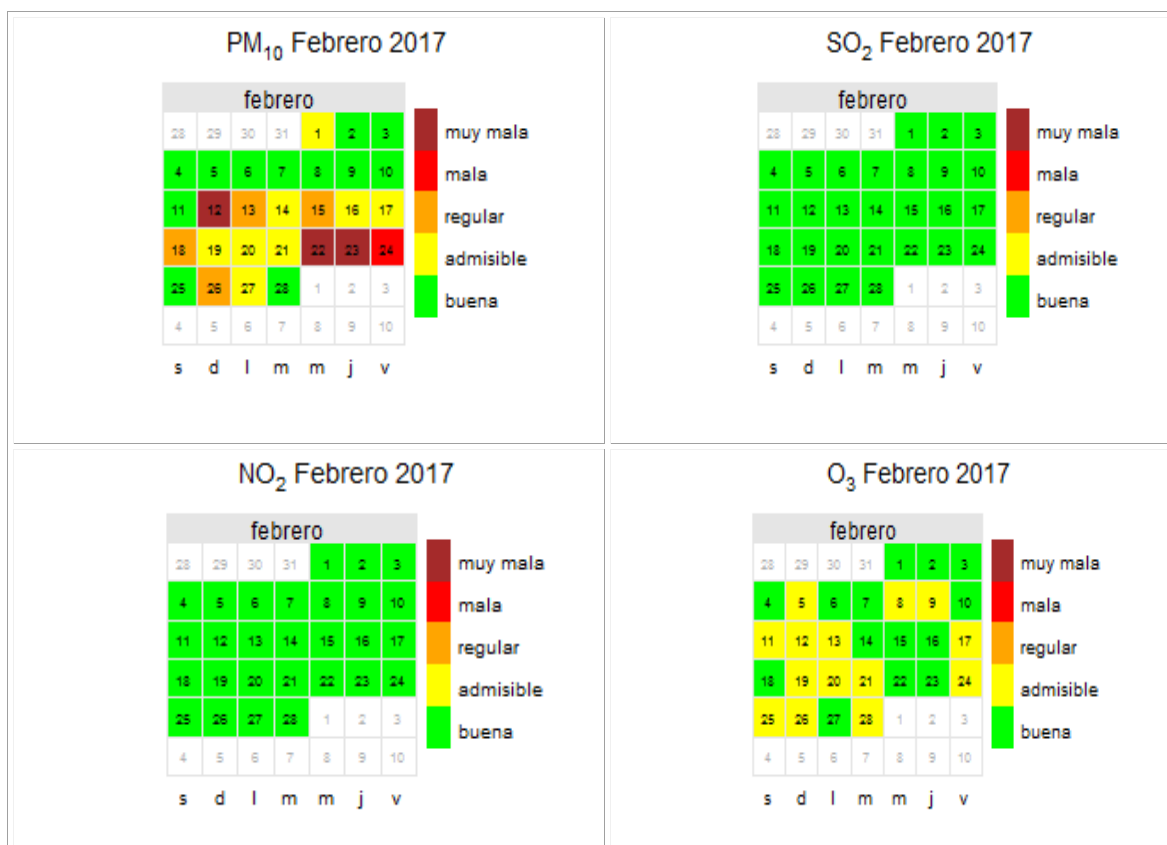 PM₁₀ Febrero 2017
febrero
28 29 30 31 1 2 3
4 5 6 7 8 9 10
11 12 13 14 15 16 17
18 19 20 21 22 23 24
25 26 27 28 1 2 3
4 5 6 7 8 9 10
s d l m m j v
muy mala
mala
regular
admisible
buena
SO₂ Febrero 2017
febrero
28 29 30 31 1 2 3
4 5 6 7 8 9 10
11 12 13 14 15 16 17
18 19 20 21 22 23 24
25 26 27 28 1 2 3
4 5 6 7 8 9 10
s d l m m j v
muy mala
mala
regular
admisible
buena
NO₂ Febrero 2017
febrero
28 29 30 31 1 2 3
4 5 6 7 8 9 10
11 12 13 14 15 16 17
18 19 20 21 22 23 24
25 26 27 28 1 2 3
4 5 6 7 8 9 10
s d l m m j v
muy mala
mala
regular
admisible
buena
O₃ Febrero 2017
febrero
28 29 30 31 1 2 3
4 5 6 7 8 9 10
11 12 13 14 15 16 17
18 19 20 21 22 23 24
25 26 27 28 1 2 3
4 5 6 7 8 9 10
s d l m m j v
muy mala
mala
regular
admisible
buena